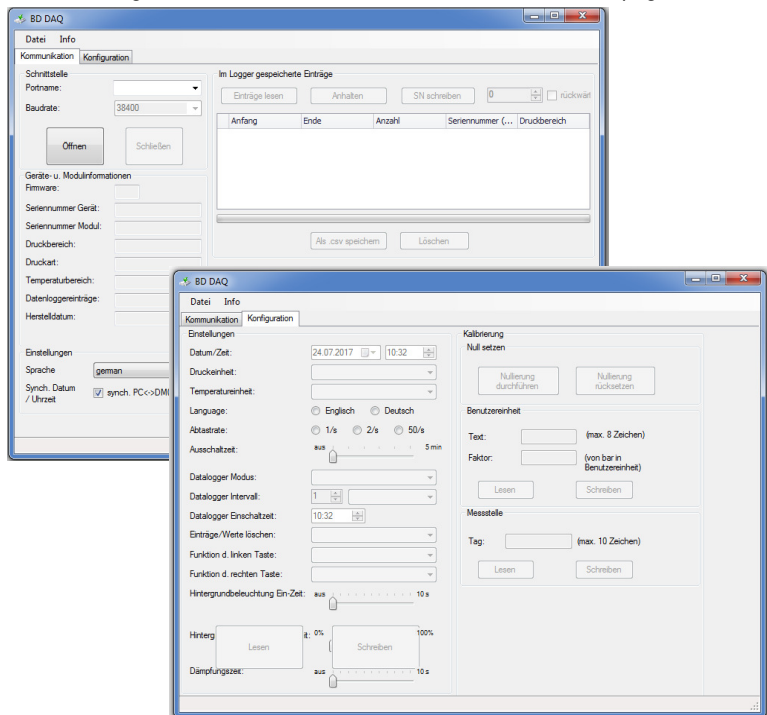 BD DAQ
Datei Info
Kommunikation Konfiguration
Schnittstelle
Portname:
Baudrate: 38400
Öffnen Schließen
Geräte- u. Modulinformationen
Firmware:
Seriennummer Gerät:
Seriennummer Modul:
Druckbereich:
Druckart:
Temperaturbereich:
Datenloggereinträge:
Herstelldatum:
Einstellungen
Sprache german
Synch. Datum
/ Uhrzeit synch. PC<->DM
Im Logger gespeicherte Einträge
Einträge lesen Anhalten SN schreiben 0 rückwärt
Anfang Ende Anzahl Seriennummer (... Druckbereich
Als .csv speichern Löschen
BD DAQ
Datei Info
Kommunikation Konfiguration
Einstellungen
Datum/Zeit: 24.07.2017 10:32
Druckeinheit:
Temperatureinheit:
Language: Englisch Deutsch
Abtastrate: 1/s 2/s 50/s
Ausschaltzeit: aus 5 min
Datalogger Modus:
Datalogger Intervall: 1
Datalogger Einschaltzeit: 10:32
Einträge/Werte löschen:
Funktion d. linken Taste:
Funktion d. rechten Taste:
Hintergrundbeleuchtung Ein-Zeit: aus 10 s
Hinterg it: 0% 100%
Lesen Schreiben
Dämpfungszeit: aus 10 s
Kalibrierung
Null setzen
Nullierung durchführen
Nullierung rücksetzen
Benutzereinheit
Text: (max. 8 Zeichen)
Faktor: (von bar in
Benutzereinheit)
Lesen Schreiben
Messstelle
Tag: (max. 10 Zeichen)
Lesen Schreiben